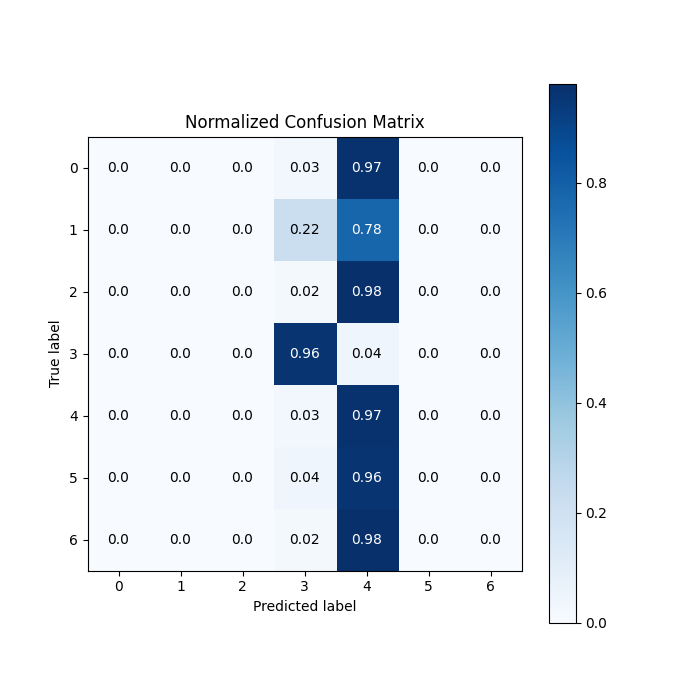 Normalized Confusion Matrix
0 0.0 0.0 0.0 0.03 0.97 0.0 0.0
1 0.0 0.0 0.0 0.22 0.78 0.0 0.0
2 0.0 0.0 0.0 0.02 0.98 0.0 0.0
3 0.0 0.0 0.0 0.96 0.04 0.0 0.0
4 0.0 0.0 0.0 0.03 0.97 0.0 0.0
5 0.0 0.0 0.0 0.04 0.96 0.0 0.0
6 0.0 0.0 0.0 0.02 0.98 0.0 0.0
0 1 2 3 4 5 6
True label
Predicted label
0.8
0.6
0.4
0.2
0.0